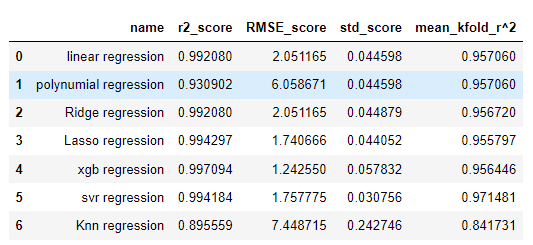 name r2_score RMSE_score std_score mean_kfold_r^2
0 linear regression 0.992080 2.051165 0.044598 0.957060
1 polynumial regression 0.930902 6.058671 0.044598 0.957060
2 Ridge regression 0.992080 2.051165 0.044879 0.956720
3 Lasso regression 0.994297 1.740666 0.044052 0.955797
4 xgb regression 0.997094 1.242550 0.057832 0.956446
5 svr regression 0.994184 1.757775 0.030756 0.971481
6 Knn regression 0.895559 7.448715 0.242746 0.841731